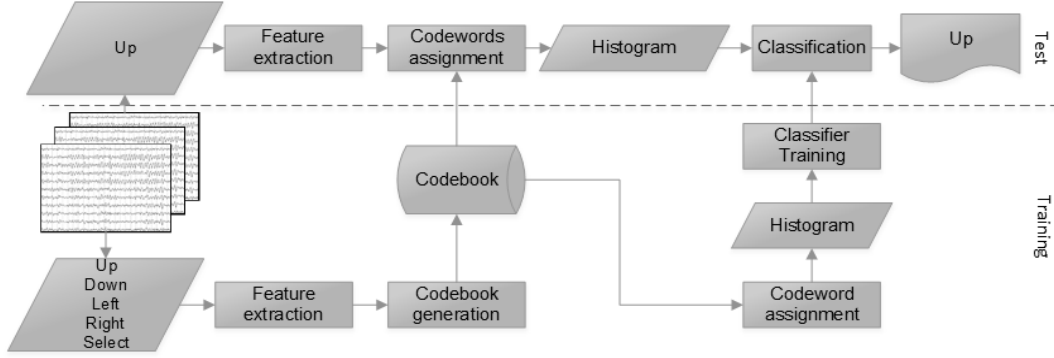 Up
Feature
extraction
Codewords
assignment
Histogram
Classification
Up
Test
Classifier
Training
Codebook
Histogram
Training
Up
Down
Left
Right
Select
Feature
extraction
Codebook
generation
Codeword
assignment